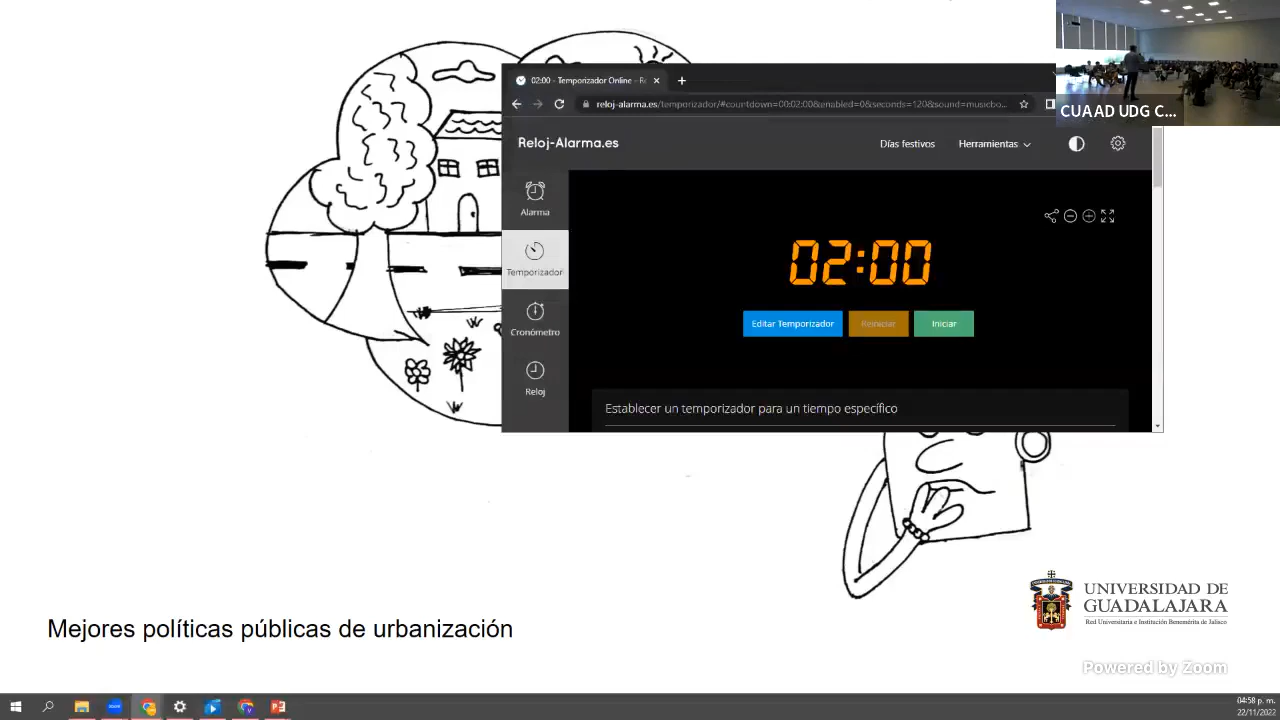 02:00 - Temporizador Online - Re
reloj-alarma.es/temporizador/#countdown=00:02:00&enabled=0&seconds=120&sound=musicbo...
CUAAD UDG C...
Reloj-Alarma.es
Días festivos
Herramientas
Alarma
Temporizador
Cronómetro
Reloj
02:00
Editar Temporizador
Reiniciar
Iniciar
Establecer un temporizador para un tiempo específico
UNIVERSIDAD DE
GUADALAJARA
Red Universitaria e Institución Benemérita de Jalisco
Mejores políticas públicas de urbanización
Powered by Zoom
zoom
04:58 p. m.
22/11/2022